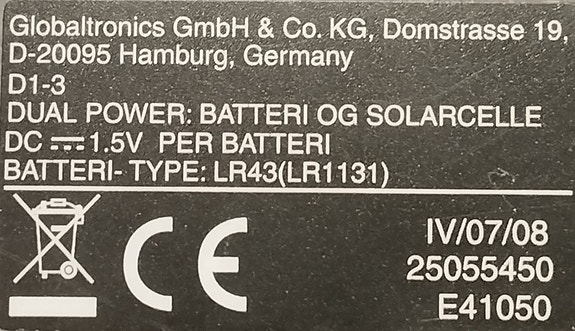 Globaltronics GmbH & Co. KG, Domstrasse 19,
D-20095 Hamburg, Germany
D1-3
DUAL POWER: BATTERI OG SOLARCELLE
DC ⎓ 1.5V PER BATTERI
BATTERI- TYPE: LR43(LR1131)
CE
IV/07/08
25055450
E41050